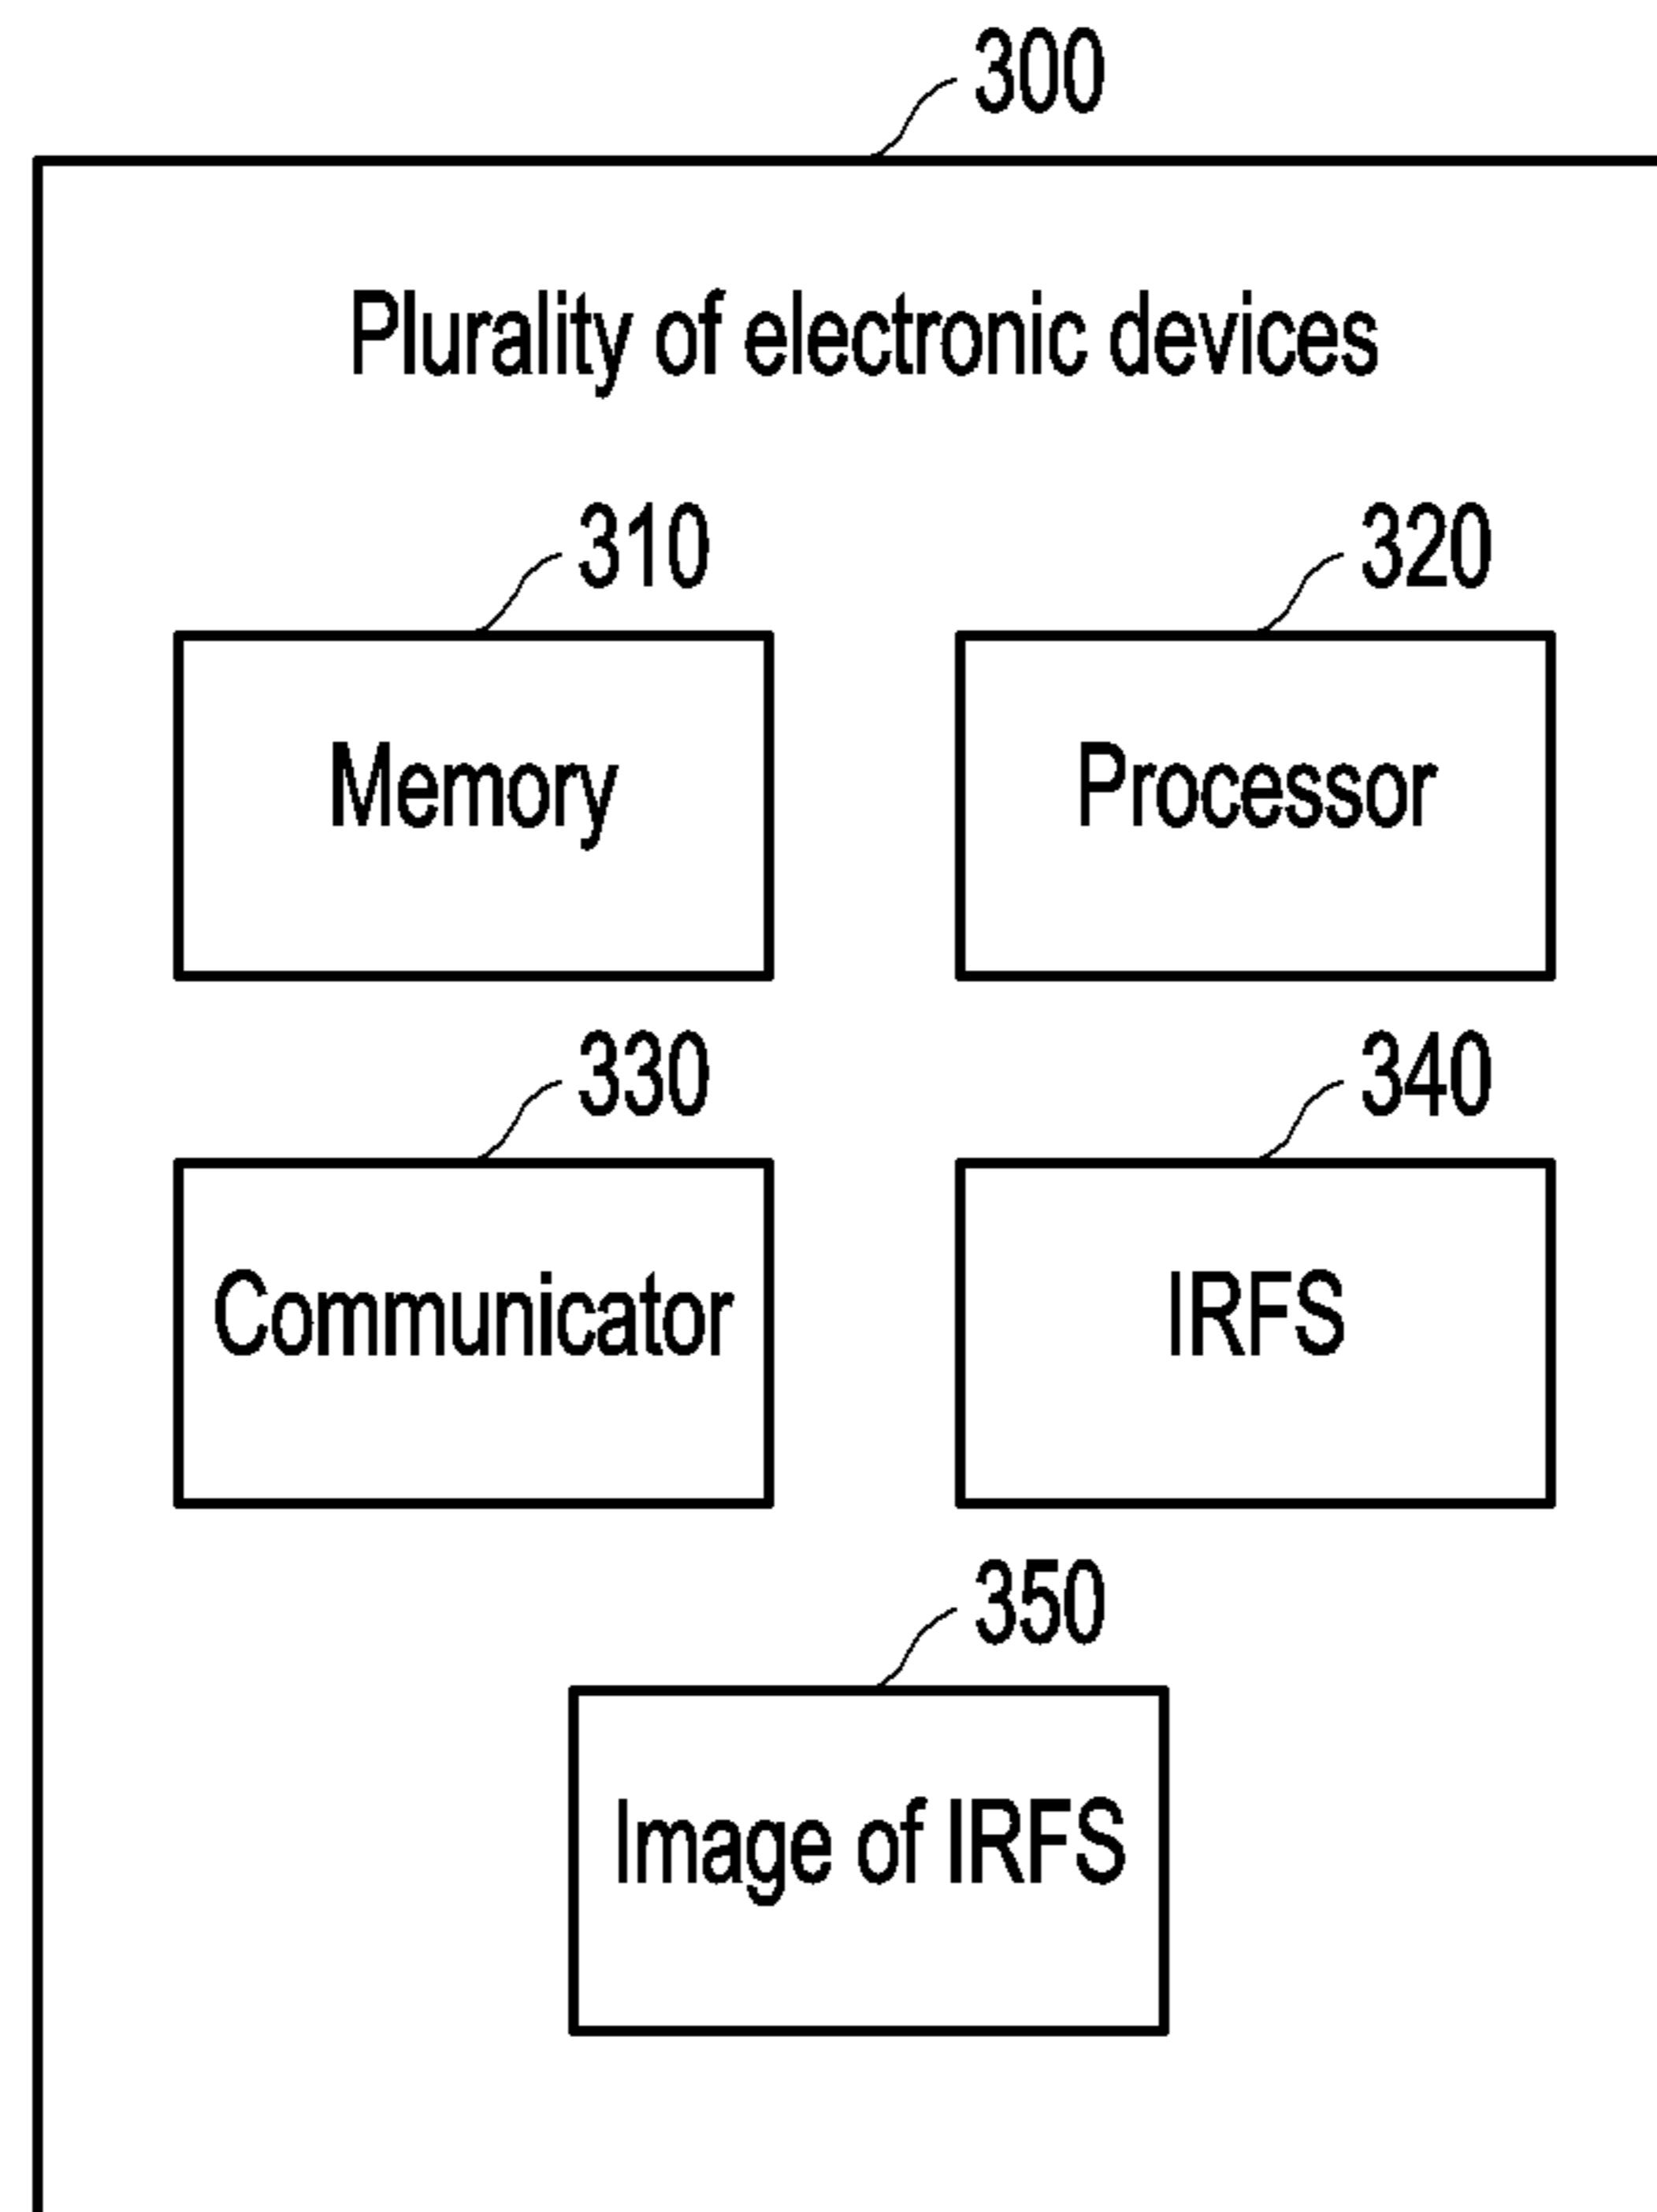 300
Plurality of electronic devices
310
320
Memory
Processor
330
340
Communicator
IRFS
350
Image of IRFS